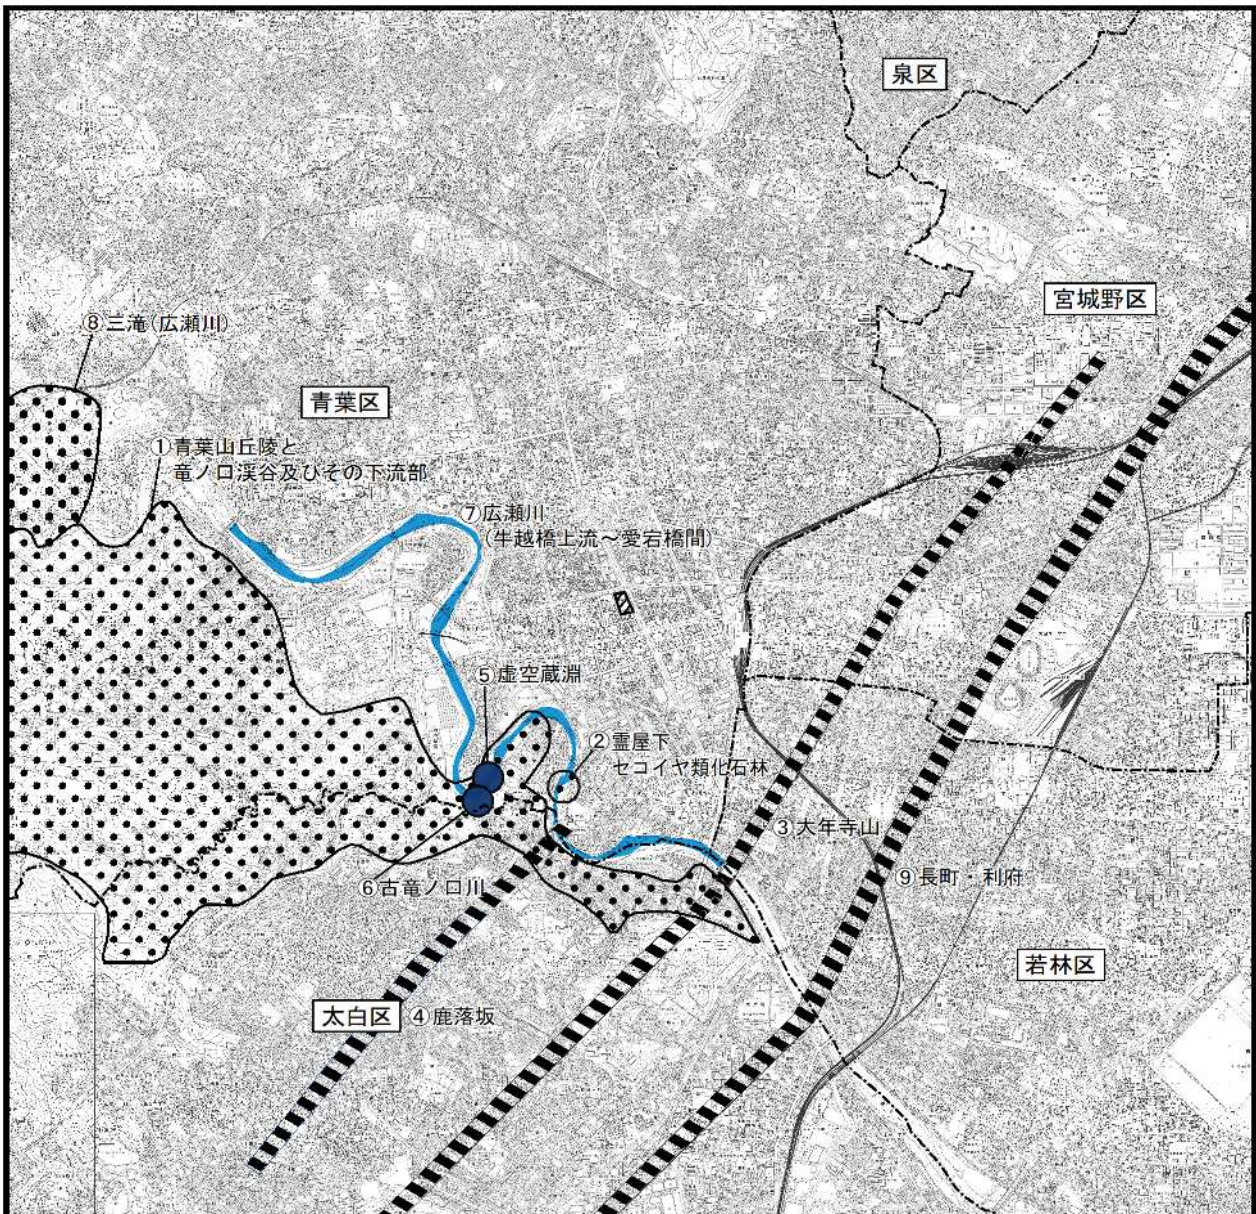 泉区
宮城野区
⑧三滝(広瀬川)
青葉区
①青葉山丘陵と
竜ノ口渓谷及びその下流部
⑦広瀬川
(牛越橋上流～愛宕橋間)
⑤虚空蔵淵
②霊屋下
セコイヤ類化石林
③大年寺山
⑨長町・利府
⑥古竜ノ口川
若林区
太白区
④鹿落坂